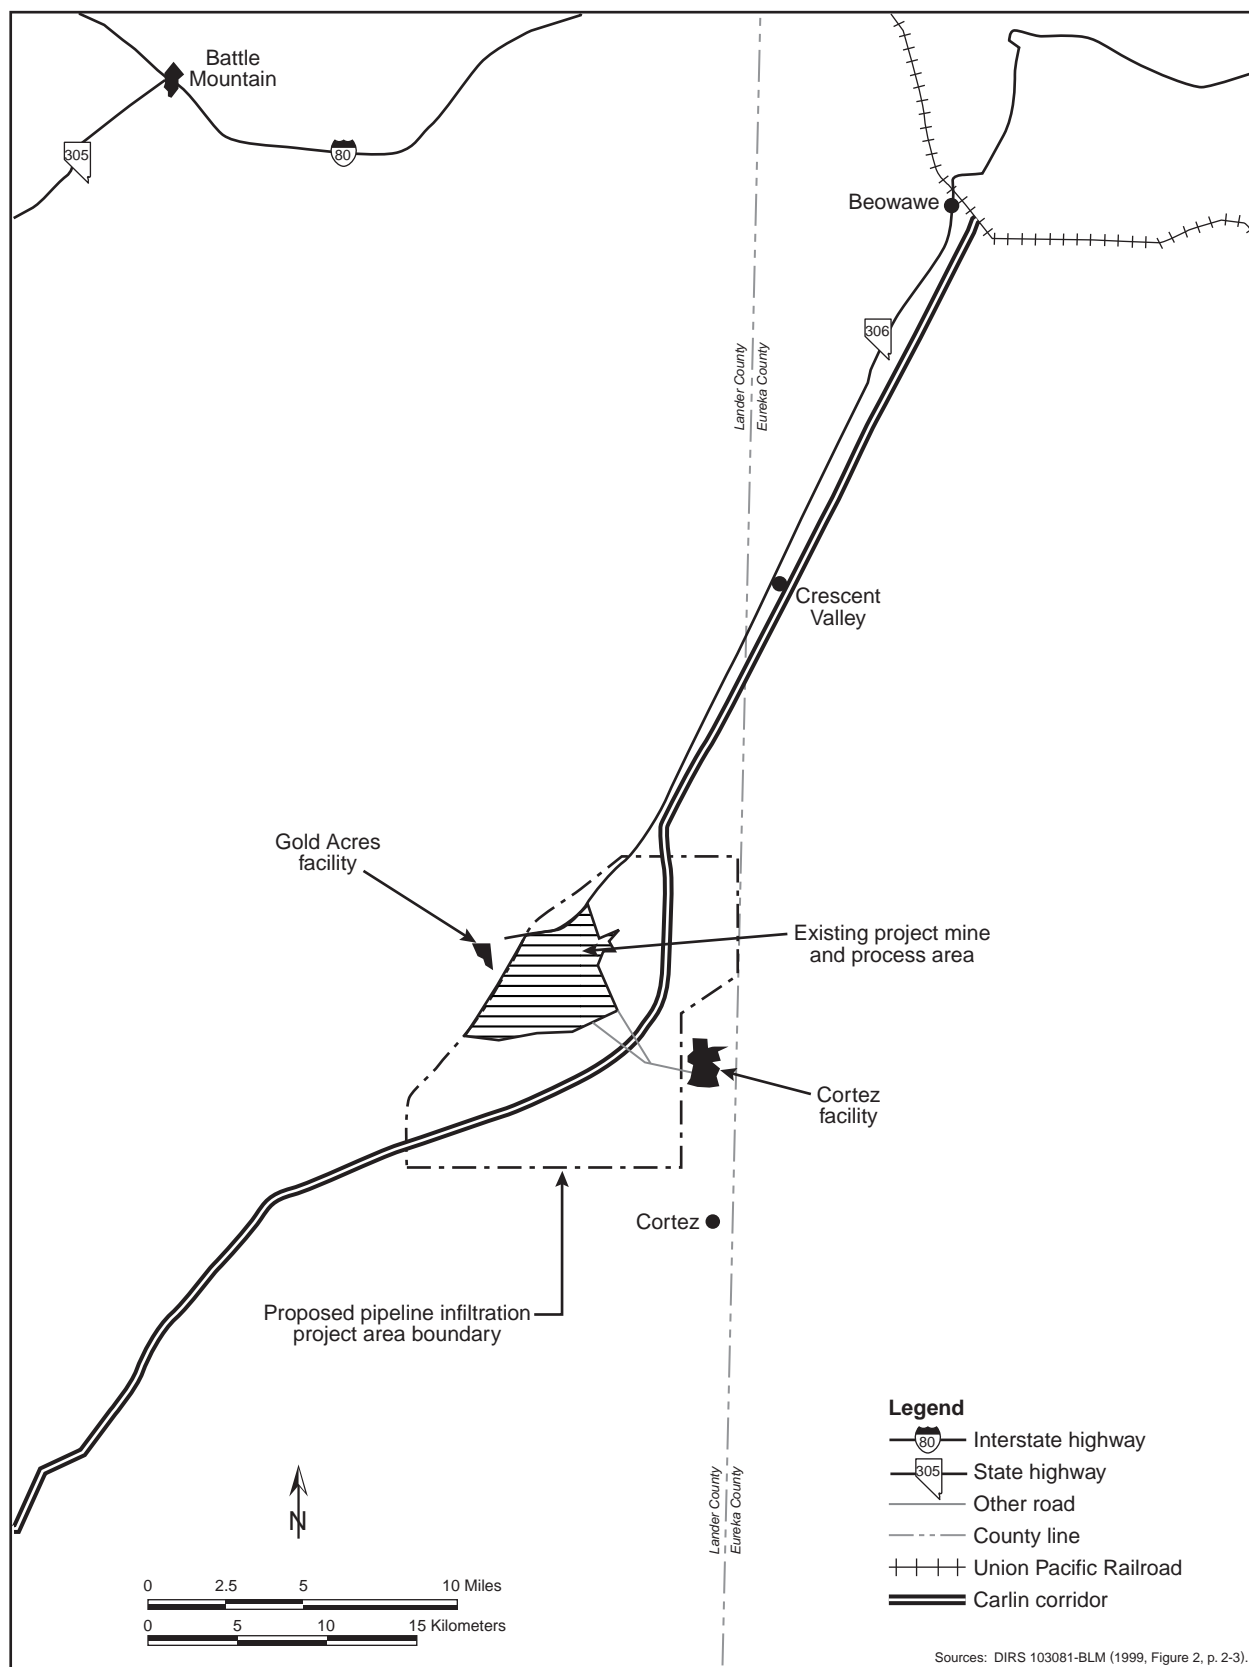 Battle
Mountain
305
80
Beowawe
306
Lander County
Eureka County
Crescent
Valley
Gold Acres
facility
Existing project mine
and process area
Cortez
facility
Cortez
Proposed pipeline infiltration
project area boundary
Legend
80 Interstate highway
305 State highway
Other road
County line
Union Pacific Railroad
Carlin corridor
Lander County
Eureka County
N
0 2.5 5 10 Miles
0 5 10 15 Kilometers
Sources: DIRS 103081-BLM (1999, Figure 2, p. 2-3).